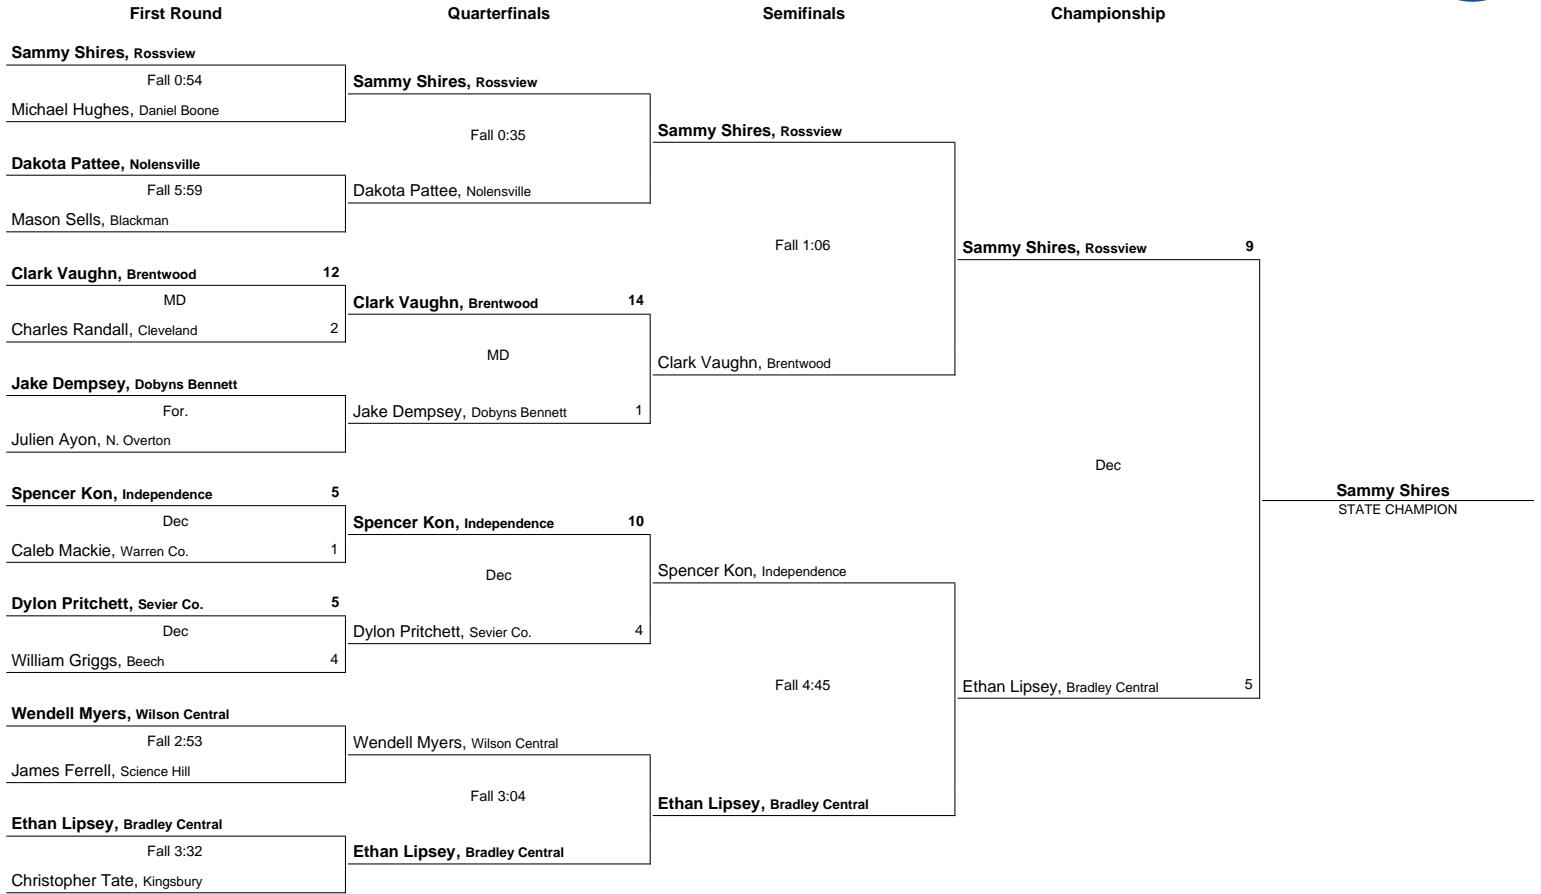 First Round Quarterfinals Semifinals Championship
Sammy Shires, Rossview
Fall 0:54
Michael Hughes, Daniel Boone
Dakota Pattee, Nolensville
Fall 5:59
Mason Sells, Blackman
Clark Vaughn, Brentwood 12
MD
Charles Randall, Cleveland 2
Jake Dempsey, Dobyns Bennett
For.
Julien Ayon, N. Overton
Spencer Kon, Independence 5
Dec
Caleb Mackie, Warren Co. 1
Dylon Pritchett, Sevier Co. 5
Dec
William Griggs, Beech 4
Wendell Myers, Wilson Central
Fall 2:53
James Ferrell, Science Hill
Ethan Lipsey, Bradley Central
Fall 3:32
Christopher Tate, Kingsbury
Sammy Shires, Rossview
Fall 0:35
Dakota Pattee, Nolensville
Clark Vaughn, Brentwood 14
MD
Jake Dempsey, Dobyns Bennett 1
Spencer Kon, Independence 10
Dec
Dylon Pritchett, Sevier Co. 4
Wendell Myers, Wilson Central
Fall 3:04
Ethan Lipsey, Bradley Central
Sammy Shires, Rossview
Fall 1:06
Clark Vaughn, Brentwood
Spencer Kon, Independence
Fall 4:45
Ethan Lipsey, Bradley Central
Sammy Shires, Rossview 9
Dec
Ethan Lipsey, Bradley Central 5
Sammy Shires
STATE CHAMPION